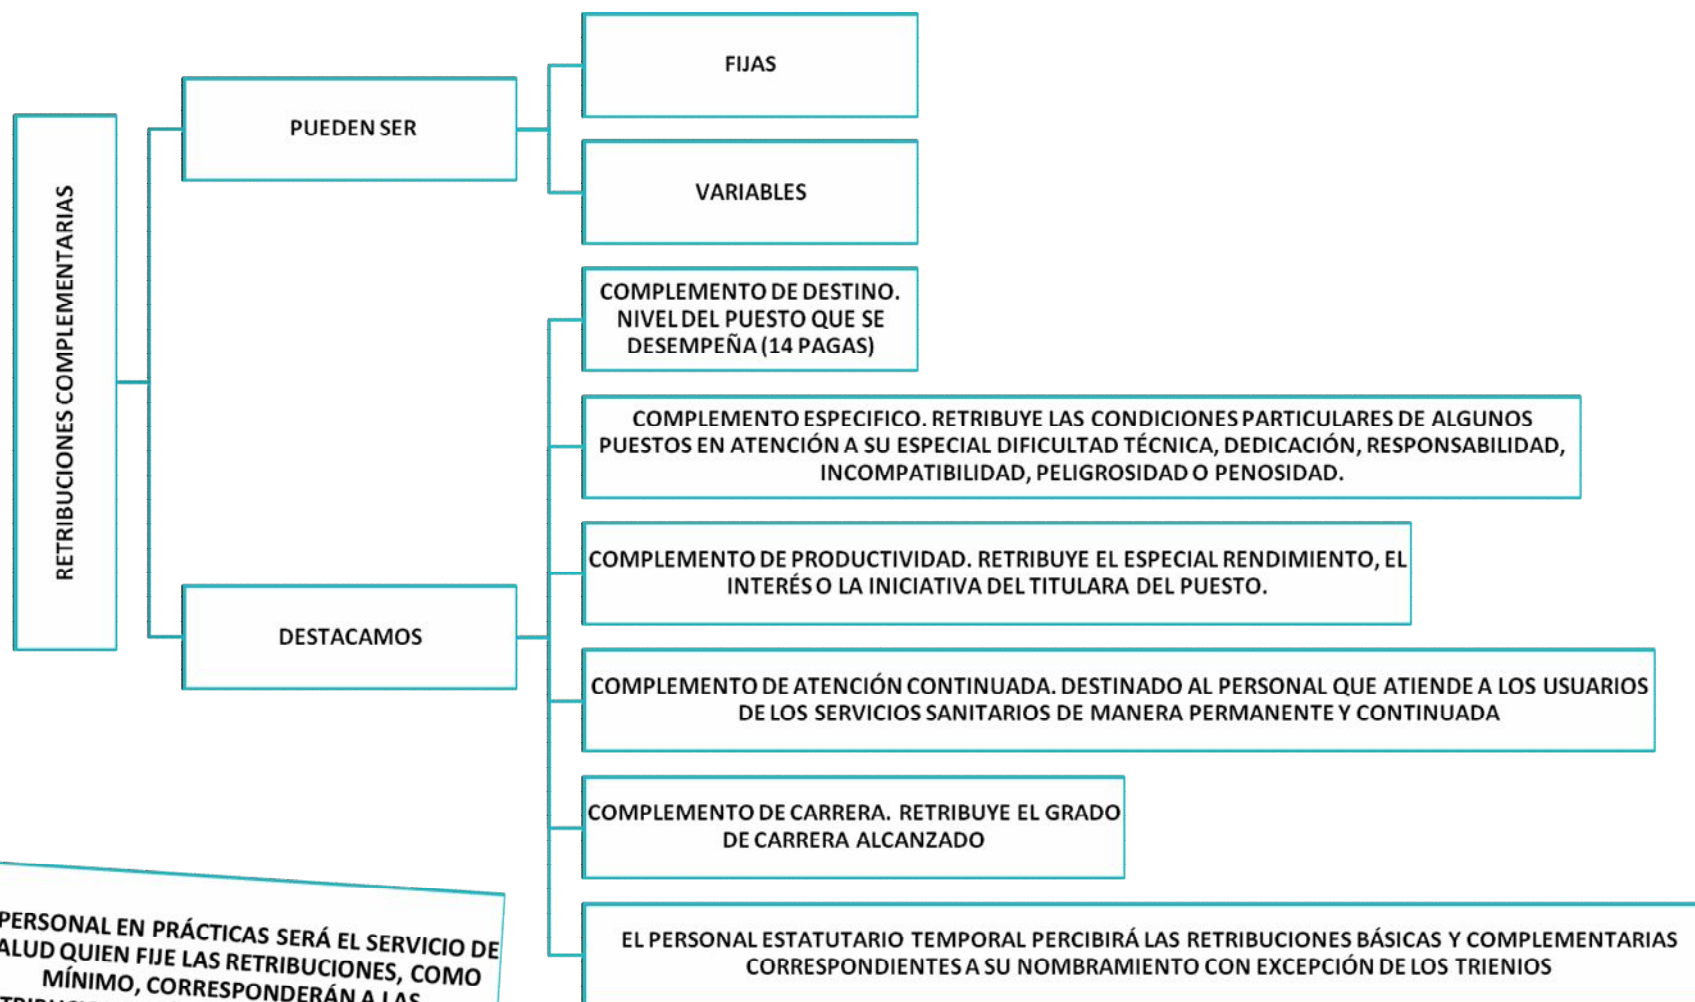 RETRIBUCIONES COMPLEMENTARIAS
PUEDEN SER
FIJAS
VARIABLES
DESTACAMOS
COMPLEMENTO DE DESTINO.
NIVEL DEL PUESTO QUE SE
DESEMPEÑA (14 PAGAS)
COMPLEMENTO ESPECIFICO. RETRIBUYE LAS CONDICIONES PARTICULARES DE ALGUNOS
PUESTOS EN ATENCIÓN A SU ESPECIAL DIFICULTAD TÉCNICA, DEDICACIÓN, RESPONSABILIDAD,
INCOMPATIBILIDAD, PELIGROSIDAD O PENOSIDAD.
COMPLEMENTO DE PRODUCTIVIDAD. RETRIBUYE EL ESPECIAL RENDIMIENTO, EL
INTERÉS O LA INICIATIVA DEL TITULARA DEL PUESTO.
COMPLEMENTO DE ATENCIÓN CONTINUADA. DESTINADO AL PERSONAL QUE ATIENDE A LOS USUARIOS
DE LOS SERVICIOS SANITARIOS DE MANERA PERMANENTE Y CONTINUADA
COMPLEMENTO DE CARRERA. RETRIBUYE EL GRADO
DE CARRERA ALCANZADO
EL PERSONAL ESTATUTARIO TEMPORAL PERCIBIRÁ LAS RETRIBUCIONES BÁSICAS Y COMPLEMENTARIAS
CORRESPONDIENTES A SU NOMBRAMIENTO CON EXCEPCIÓN DE LOS TRIENIOS
PERSONAL EN PRÁCTICAS SERÁ EL SERVICIO DE
ALUD QUIEN FIJE LAS RETRIBUCIONES, COMO
MÍNIMO, CORRESPONDERÁN A LAS